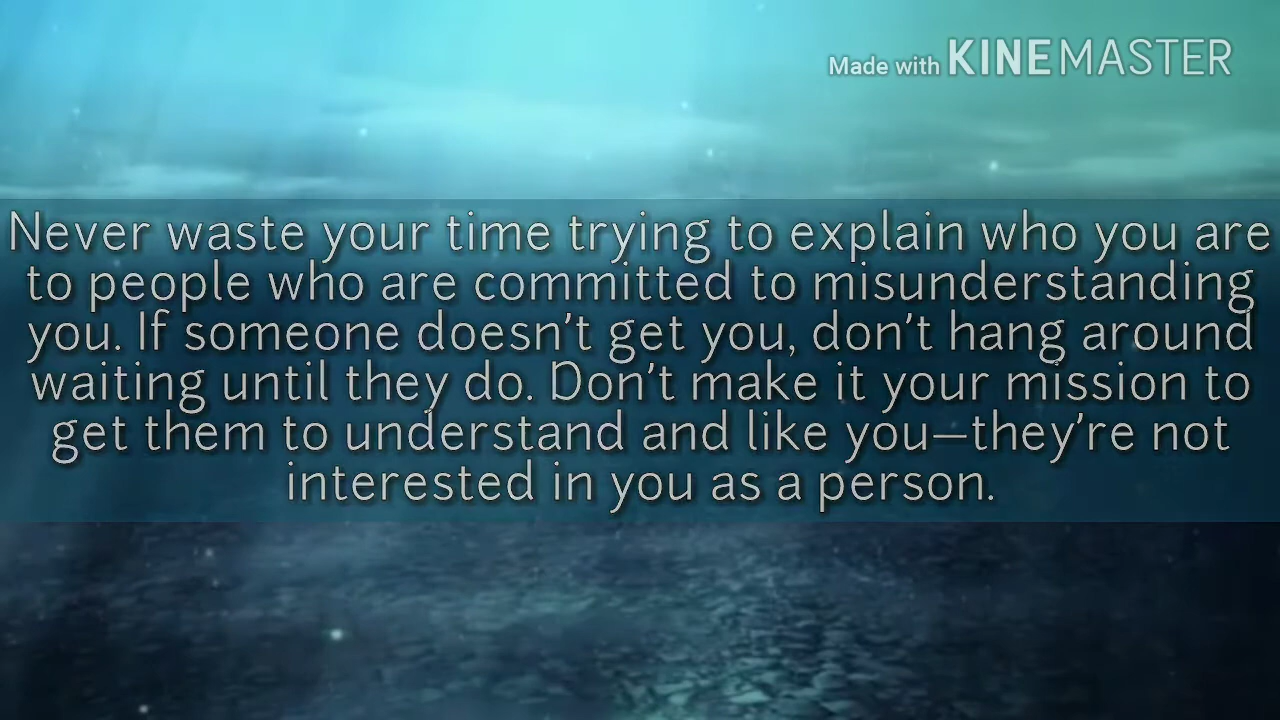 Made with KINEMASTER
Never waste your time trying to explain who you are
to people who are committed to misunderstanding
you. If someone doesn't get you, don't hang around
waiting until they do. Don't make it your mission to
get them to understand and like you—they're not
interested in you as a person.